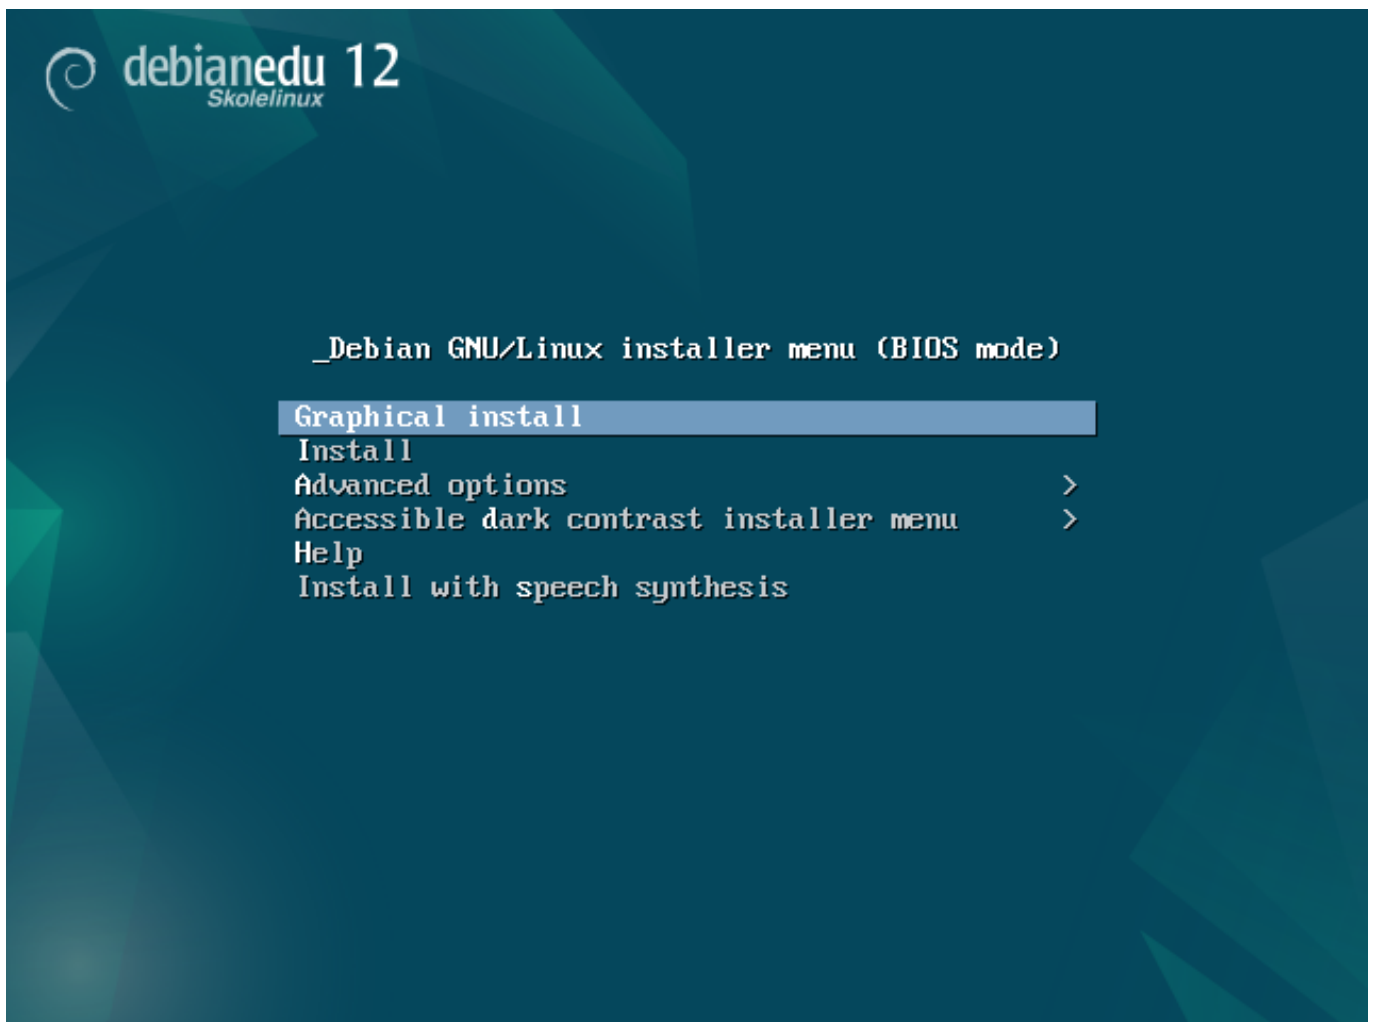 debianedu 12
Skolelinux
_Debian GNU/Linux installer menu (BIOS mode)
Graphical install
Install
Advanced options >
Accessible dark contrast installer menu >
Help
Install with speech synthesis